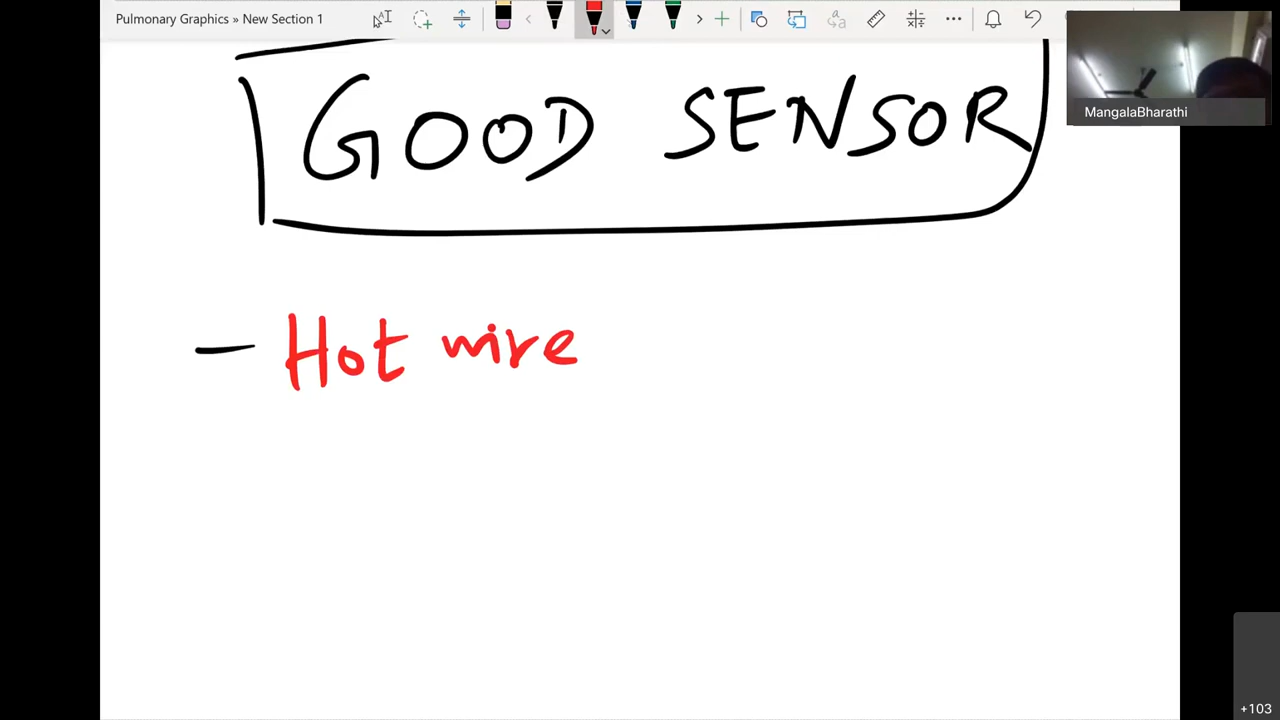 Pulmonary Graphics » New Section 1
MangalaBharathi
GOOD SENSOR
– Hot wire
+103